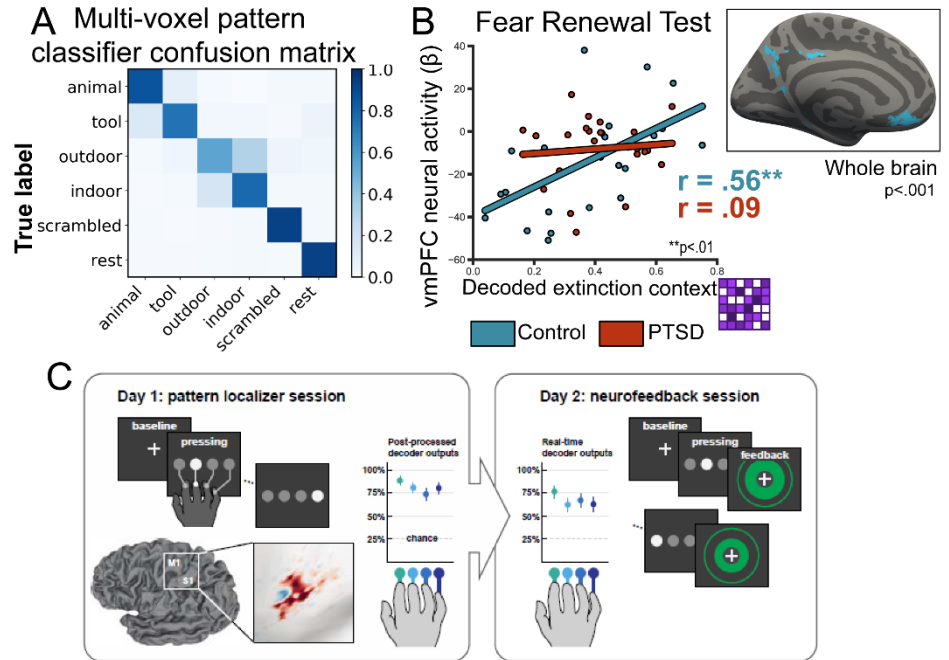 A
Multi-voxel pattern
classifier confusion matrix
True label
animal
tool
outdoor
indoor
scrambled
rest
1.0
0.8
0.6
0.4
0.2
0.0
animal
tool
outdoor
indoor
scrambled
rest
B
Fear Renewal Test
vmPFC neural activity (β)
40
20
0
−20
−40
−60
0.0
0.2
0.4
0.6
0.8
r = .56**
r = .09
**p<.01
Decoded extinction context
Control
PTSD
Whole brain
p<.001
C
Day 1: pattern localizer session
baseline
pressing
Post-processed
decoder outputs
100%
75%
50%
25%
chance
M1
S1
Day 2: neurofeedback session
Real-time
decoder outputs
100%
75%
50%
25%
baseline
pressing
feedback